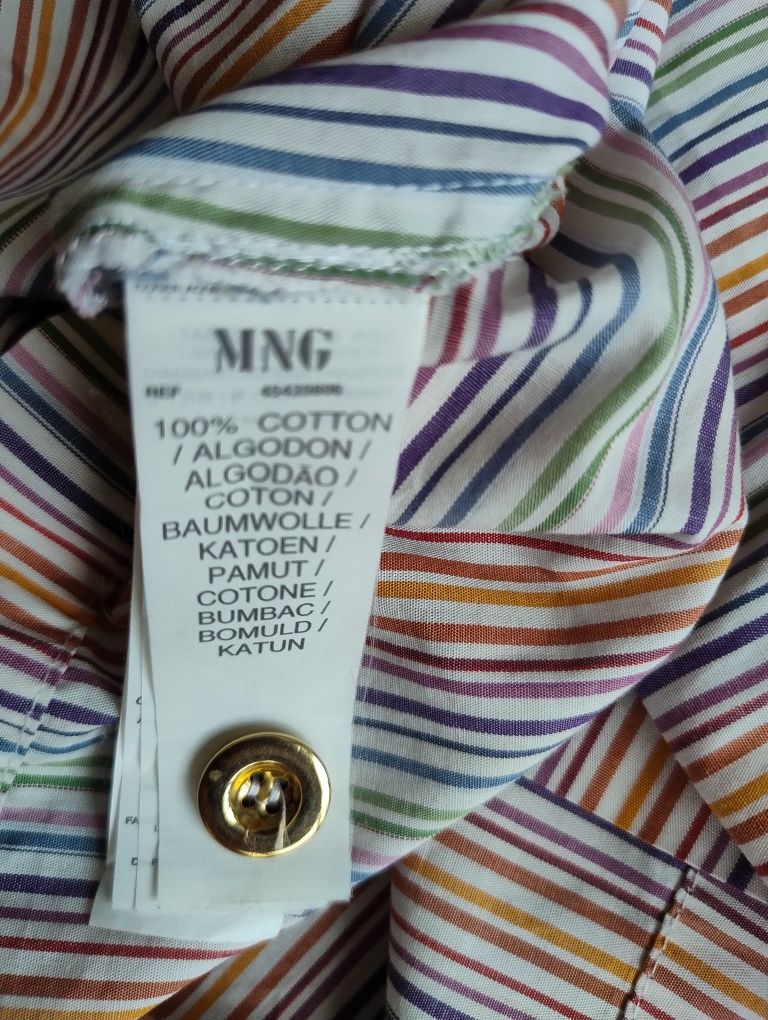 MNG
REF
100% COTTON
/ ALGODON /
ALGODÃO /
COTON /
BAUMWOLLE /
KATOEN /
PAMUT /
COTONE /
BUMBAC /
BOMULD /
KATUN